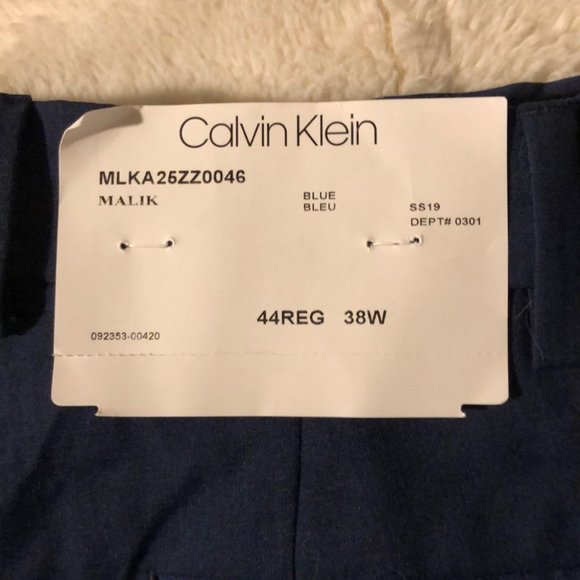 Calvin Klein
MLKA25ZZ0046
MALIK
BLUE
BLEU
SS19
DEPT# 0301
44REG 38W
092353-00420